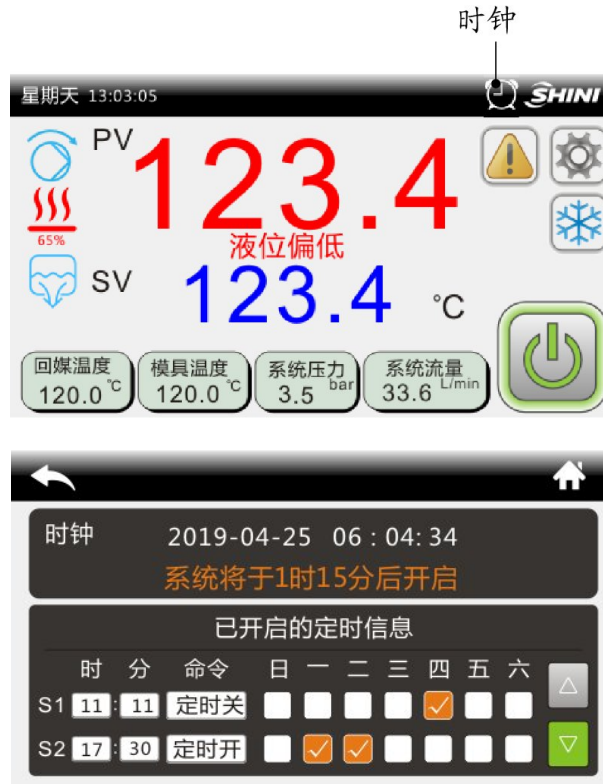 时钟
星期天 13:03:05 SHINI
PV 123.4
65%
液位偏低
SV 123.4 ℃
回媒温度 模具温度 系统压力 系统流量
120.0 ℃ 120.0 ℃ 3.5 bar 33.6 L/min
时钟 2019-04-25 06:04:34
系统将于1时15分后开启
已开启的定时信息
时 分 命令 日 一 二 三 四 五 六
S1 11 : 11 定时关
S2 17 : 30 定时开